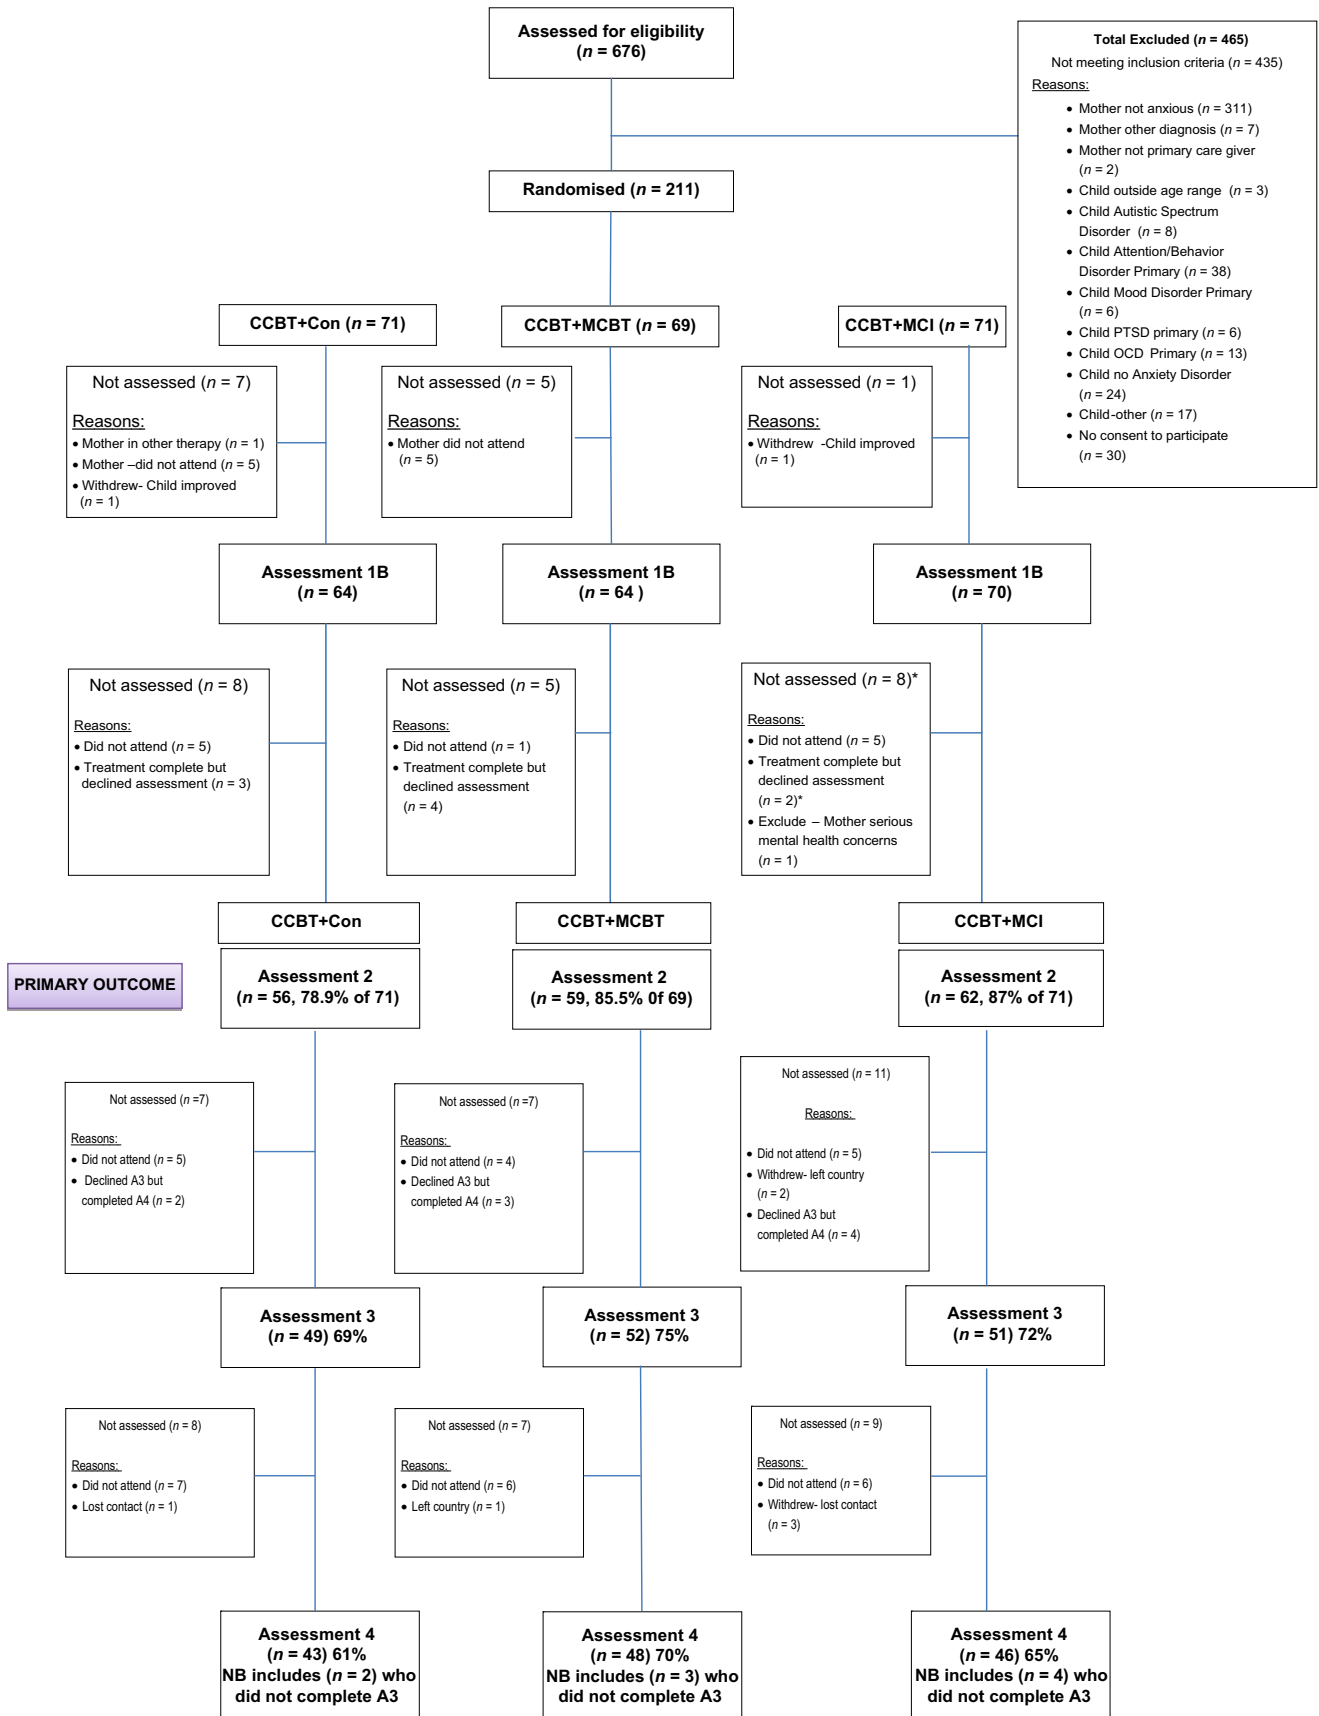 Assessed for eligibility
(n = 676)
Total Excluded (n = 465)
Not meeting inclusion criteria (n = 435)
Reasons:
• Mother not anxious (n = 311)
• Mother other diagnosis (n = 7)
• Mother not primary care giver
(n = 2)
• Child outside age range (n = 3)
• Child Autistic Spectrum
Disorder (n = 8)
• Child Attention/Behavior
Disorder Primary (n = 38)
• Child Mood Disorder Primary
(n = 6)
• Child PTSD primary (n = 6)
• Child OCD Primary (n = 13)
• Child no Anxiety Disorder
(n = 24)
• Child-other (n = 17)
• No consent to participate
(n = 30)
Randomised (n = 211)
CCBT+Con (n = 71)
CCBT+MCBT (n = 69)
CCBT+MCI (n = 71)
Not assessed (n = 7)
Reasons:
• Mother in other therapy (n = 1)
• Mother –did not attend (n = 5)
• Withdrew- Child improved
(n = 1)
Not assessed (n = 5)
Reasons:
• Mother did not attend
(n = 5)
Not assessed (n = 1)
Reasons:
• Withdrew -Child improved
(n = 1)
Assessment 1B
(n = 64)
Assessment 1B
(n = 64 )
Assessment 1B
(n = 70)
Not assessed (n = 8)
Reasons:
• Did not attend (n = 5)
• Treatment complete but
declined assessment (n = 3)
Not assessed (n = 5)
Reasons:
• Did not attend (n = 1)
• Treatment complete but
declined assessment
(n = 4)
Not assessed (n = 8)*
Reasons:
• Did not attend (n = 5)
• Treatment complete but
declined assessment
(n = 2)*
• Exclude – Mother serious
mental health concerns
(n = 1)
CCBT+Con
CCBT+MCBT
CCBT+MCI
PRIMARY OUTCOME
Assessment 2
(n = 56, 78.9% of 71)
Assessment 2
(n = 59, 85.5% 0f 69)
Assessment 2
(n = 62, 87% of 71)
Not assessed (n =7)
Reasons:
• Did not attend (n = 5)
• Declined A3 but
completed A4 (n = 2)
Not assessed (n =7)
Reasons:
• Did not attend (n = 4)
• Declined A3 but
completed A4 (n = 3)
Not assessed (n = 11)
Reasons:
• Did not attend (n = 5)
• Withdrew- left country
(n = 2)
• Declined A3 but
completed A4 (n = 4)
Assessment 3
(n = 49) 69%
Assessment 3
(n = 52) 75%
Assessment 3
(n = 51) 72%
Not assessed (n = 8)
Reasons:
• Did not attend (n = 7)
• Lost contact (n = 1)
Not assessed (n = 7)
Reasons:
• Did not attend (n = 6)
• Left country (n = 1)
Not assessed (n = 9)
Reasons:
• Did not attend (n = 6)
• Withdrew- lost contact
(n = 3)
Assessment 4
(n = 43) 61%
NB includes (n = 2) who
did not complete A3
Assessment 4
(n = 48) 70%
NB includes (n = 3) who
did not complete A3
Assessment 4
(n = 46) 65%
NB includes (n = 4) who
did not complete A3